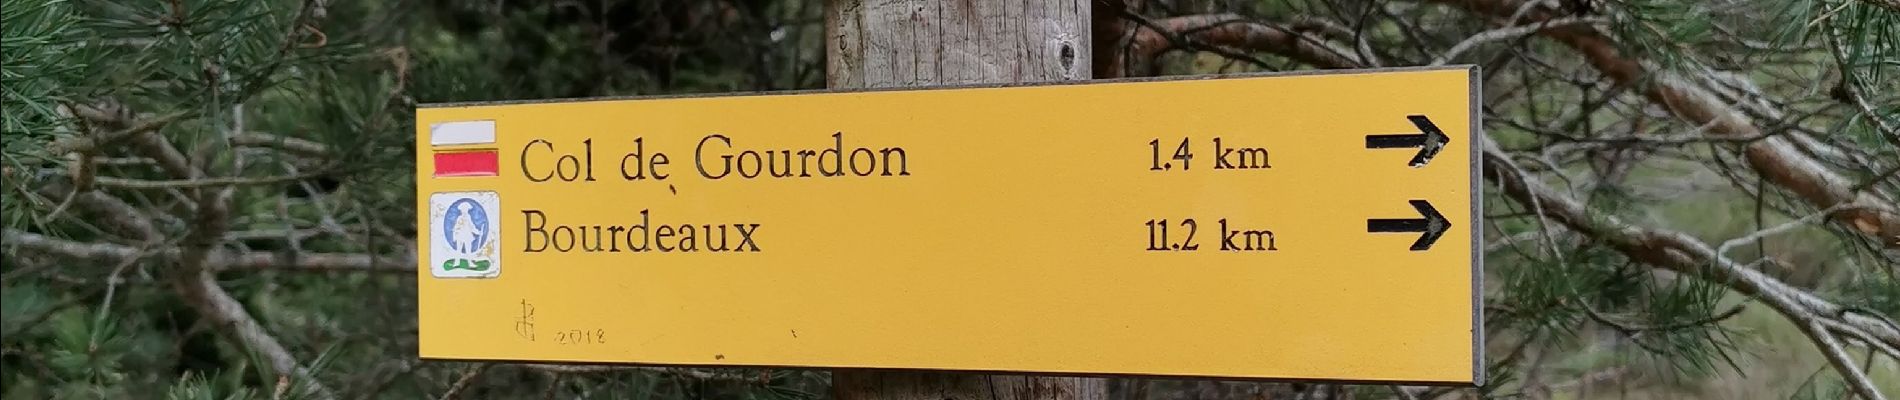 Col de Gourdon 1.4 km →
Bourdeaux 11.2 km →
2018